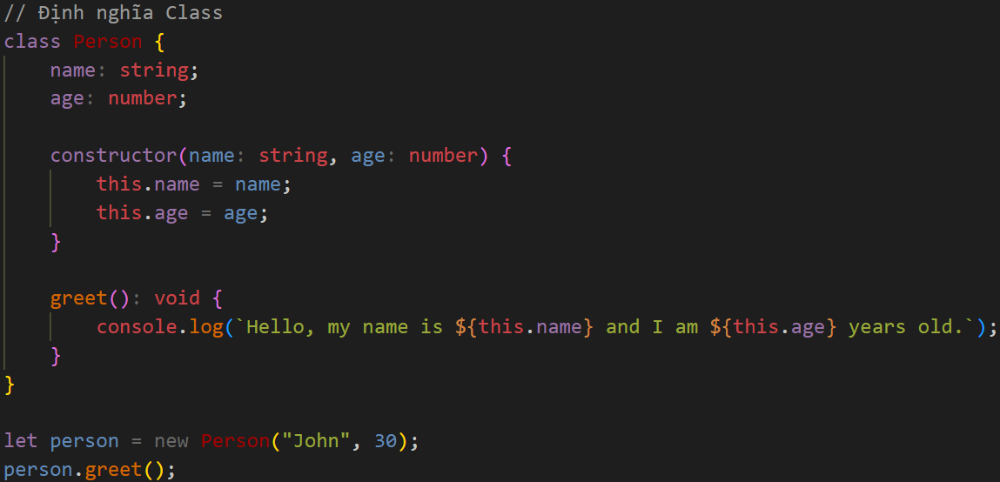 // Định nghĩa Class
class Person {
    name: string;
    age: number;

    constructor(name: string, age: number) {
        this.name = name;
        this.age = age;
    }

    greet(): void {
        console.log(`Hello, my name is ${this.name} and I am ${this.age} years old.`);
    }
}

let person = new Person("John", 30);
person.greet();